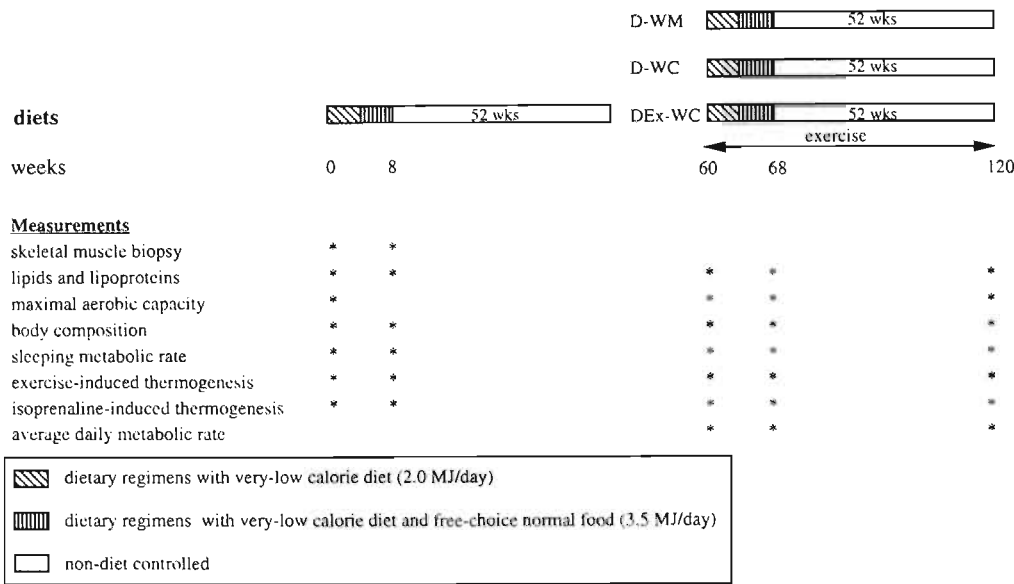 D-WM 52 wks
D-WC 52 wks
diets 52 wks DEx-WC 52 wks
exercise
weeks 0 8 60 68 120
Measurements
skeletal muscle biopsy * *
lipids and lipoproteins * * * * *
maximal aerobic capacity * * * *
body composition * * * * *
sleeping metabolic rate * * * * *
exercise-induced thermogenesis * * * * *
isoprenaline-induced thermogenesis * * * * *
average daily metabolic rate * * *
dietary regimens with very-low calorie diet (2.0 MJ/day)
dietary regimens with very-low calorie diet and free-choice normal food (3.5 MJ/day)
non-diet controlled